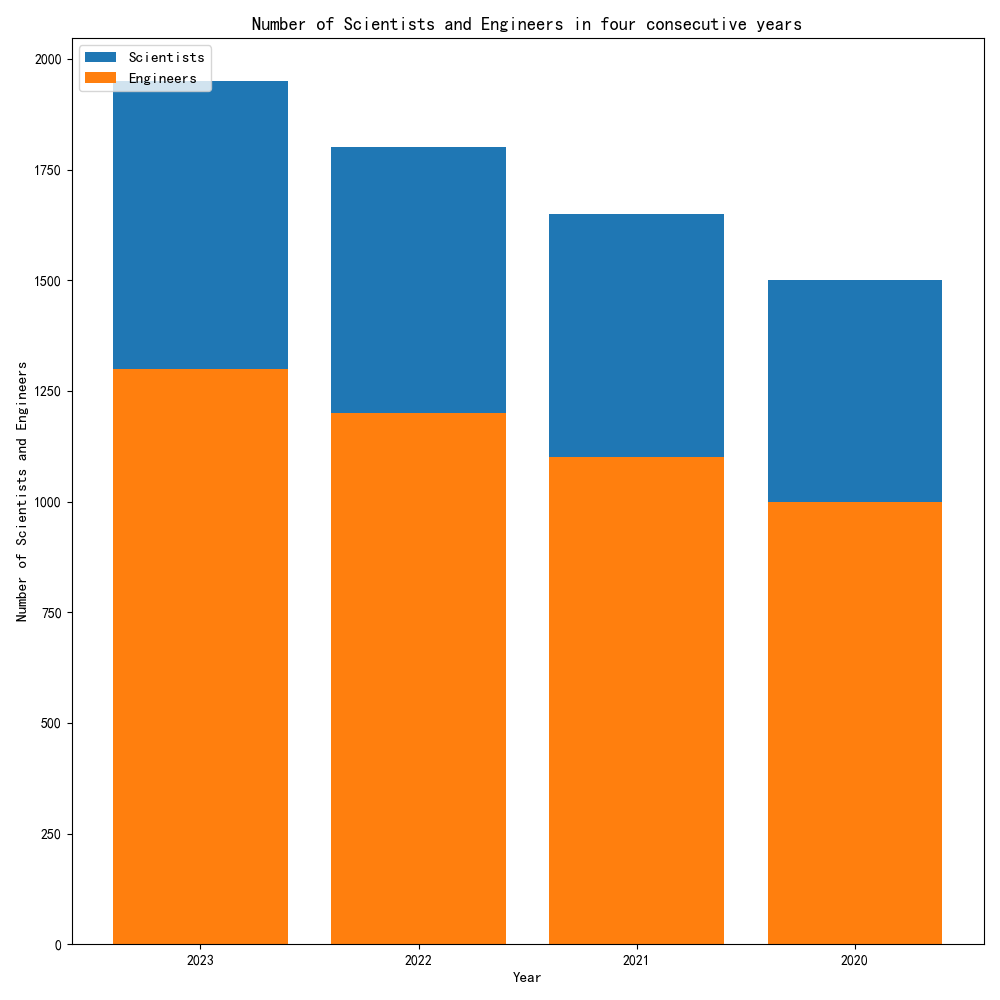 Number of Scientists and Engineers in four consecutive years
Scientists
Engineers
2000
1750
1500
1250
1000
750
500
250
0
Number of Scientists and Engineers
2023
2022
2021
2020
Year